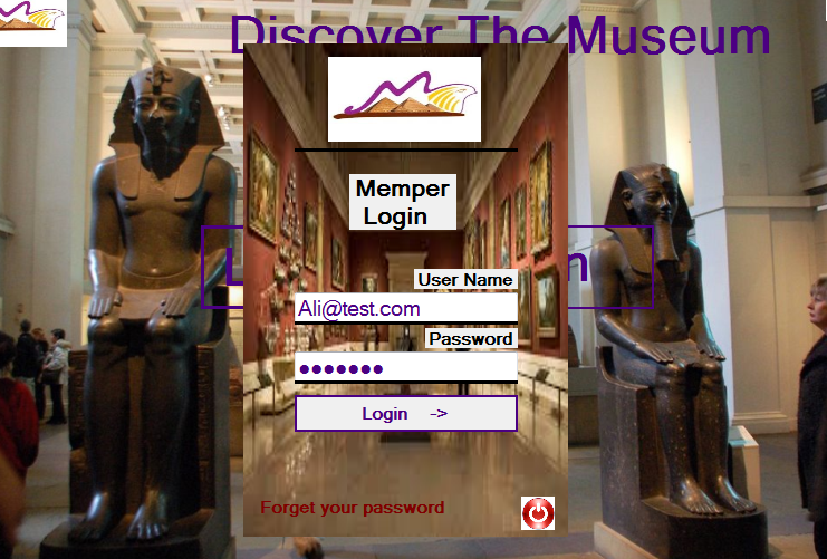 Discover The Museum
Memper
Login
User Name
Ali@test.com
Password
●●●●●●●
Login ->
Forget your password